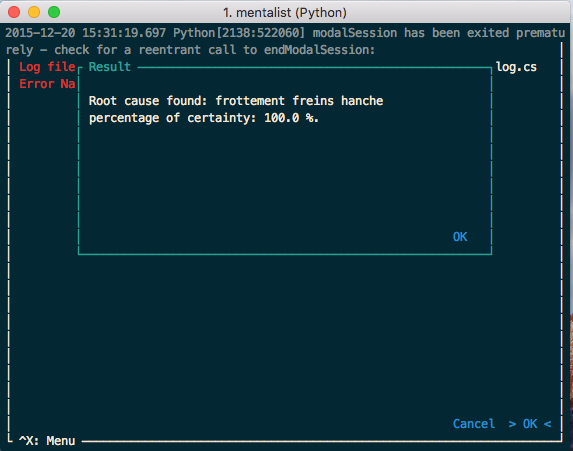 1. mentalist (Python)
2015-12-20 15:31:19.697 Python[2138:522060] modalSession has been exited prematu
rely - check for a reentrant call to endModalSession:
Log file Result log.cs
Error Na
Root cause found: frottement freins hanche
percentage of certainty: 100.0 %.
OK
Cancel > OK <
^X: Menu